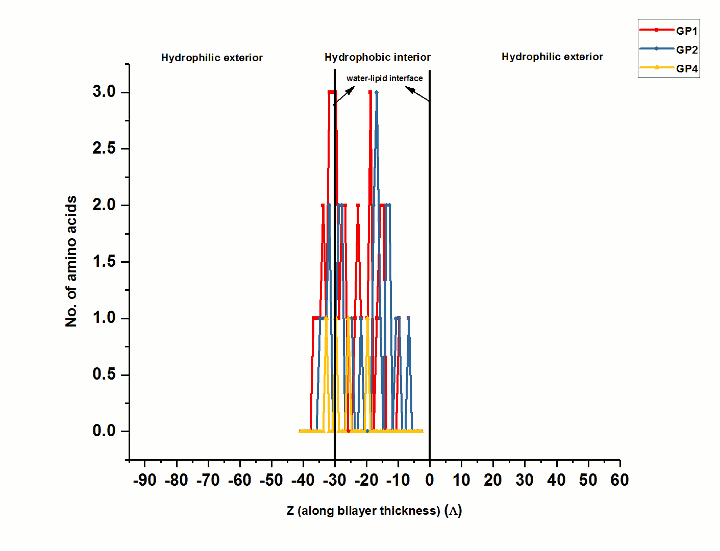 GP1
GP2
GP4
Hydrophilic exterior Hydrophobic interior Hydrophilic exterior
water-lipid interface
3.0
2.5
2.0
1.5
1.0
0.5
0.0
No. of amino acids
-90 -80 -70 -60 -50 -40 -30 -20 -10 0 10 20 30 40 50 60
Z (along bilayer thickness) (Λ)